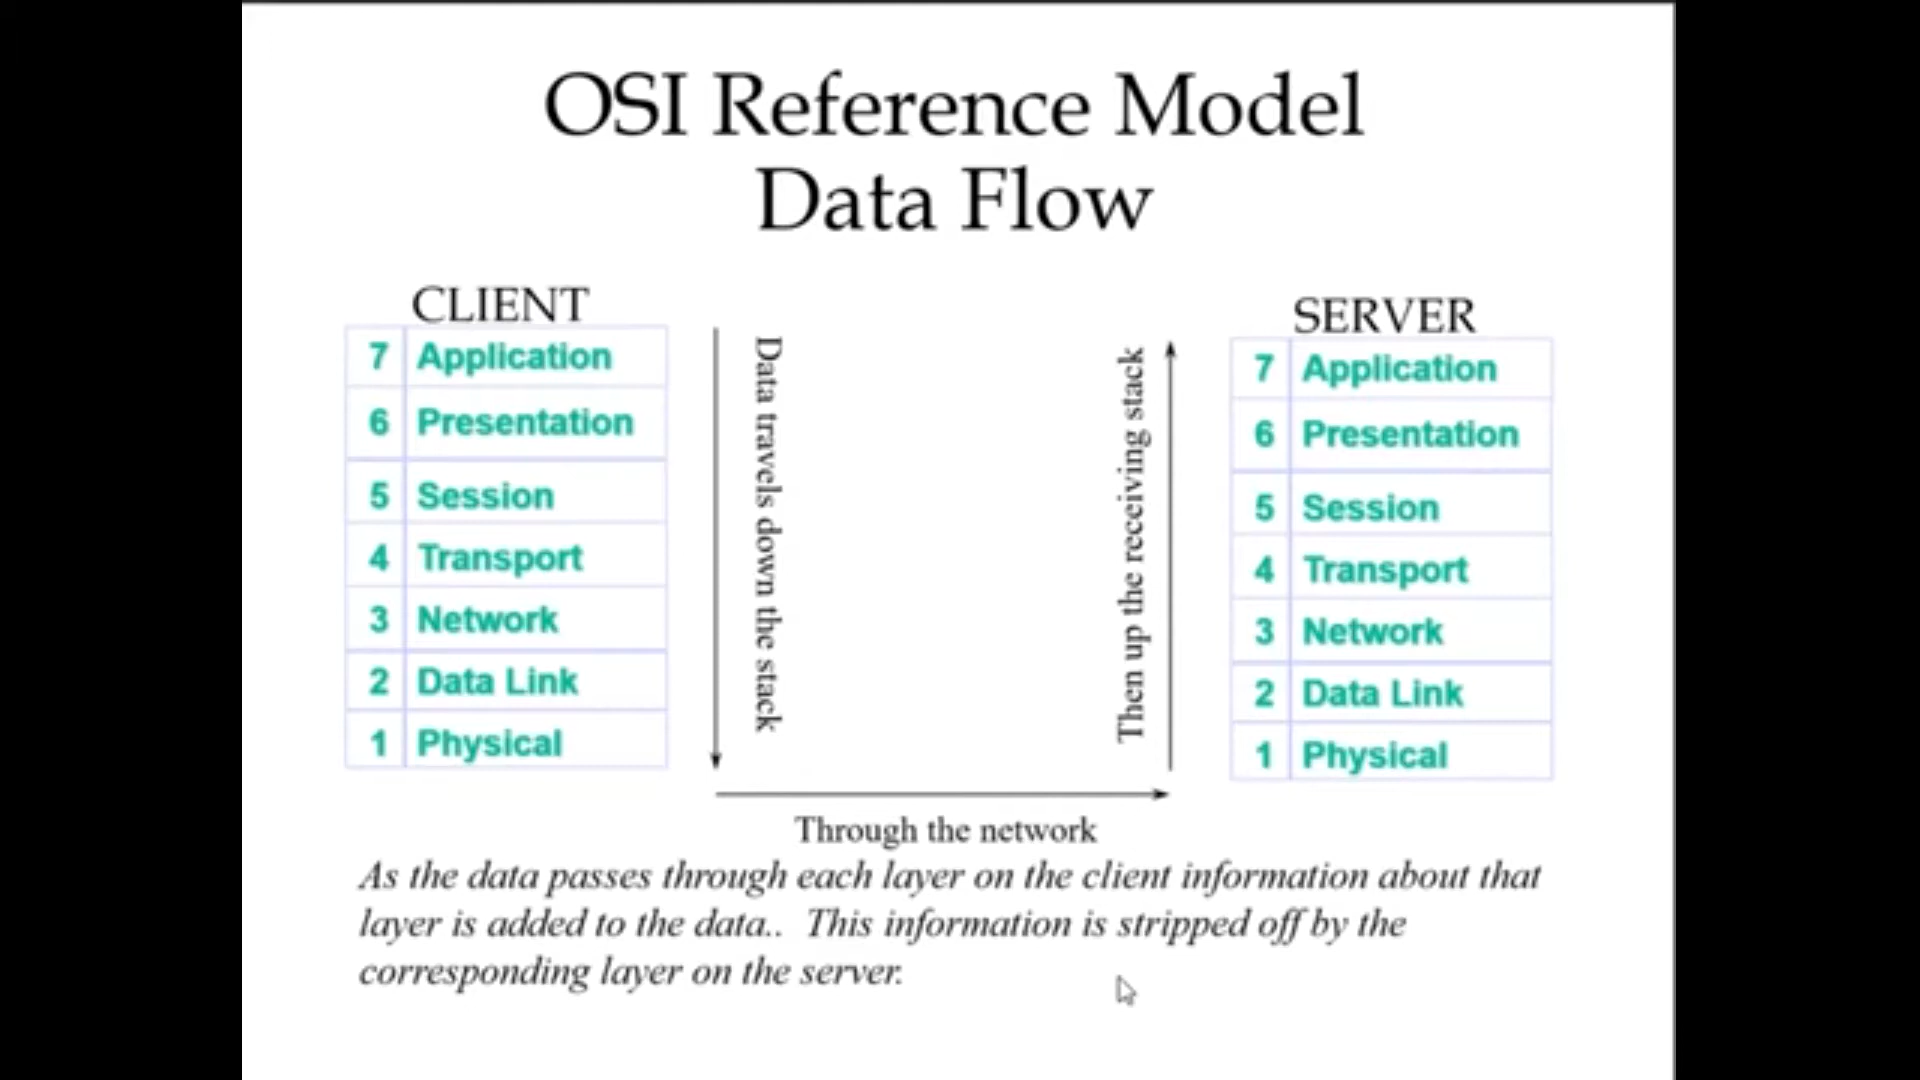 OSI Reference Model
Data Flow
CLIENT
7 Application
6 Presentation
5 Session
4 Transport
3 Network
2 Data Link
1 Physical
Data travels down the stack
Then up the receiving stack
SERVER
7 Application
6 Presentation
5 Session
4 Transport
3 Network
2 Data Link
1 Physical
Through the network
As the data passes through each layer on the client information about that
layer is added to the data.. This information is stripped off by the
corresponding layer on the server.